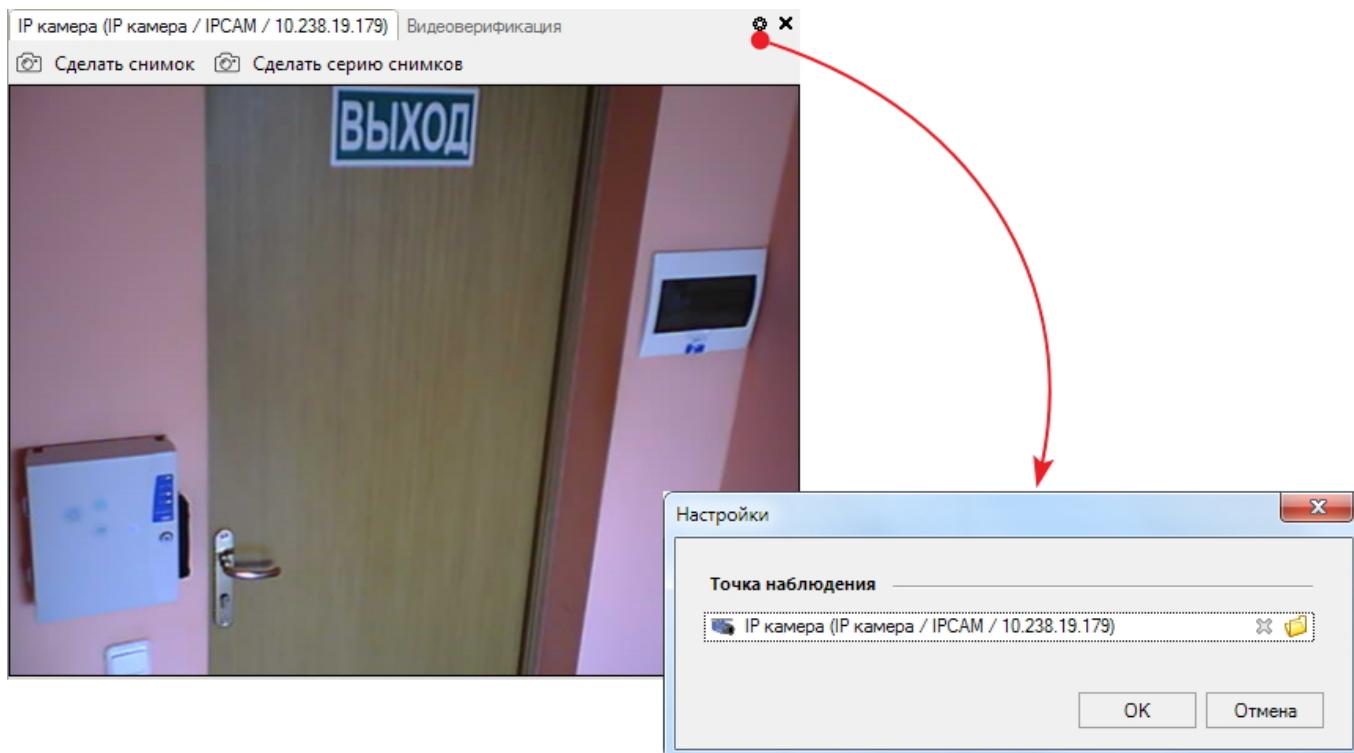 IP камера (IP камера / IPCAM / 10.238.19.179) Видеоверификация
Сделать снимок Сделать серию снимков
ВЫХОД
Настройки
Точка наблюдения
IP камера (IP камера / IPCAM / 10.238.19.179)
OK Отмена